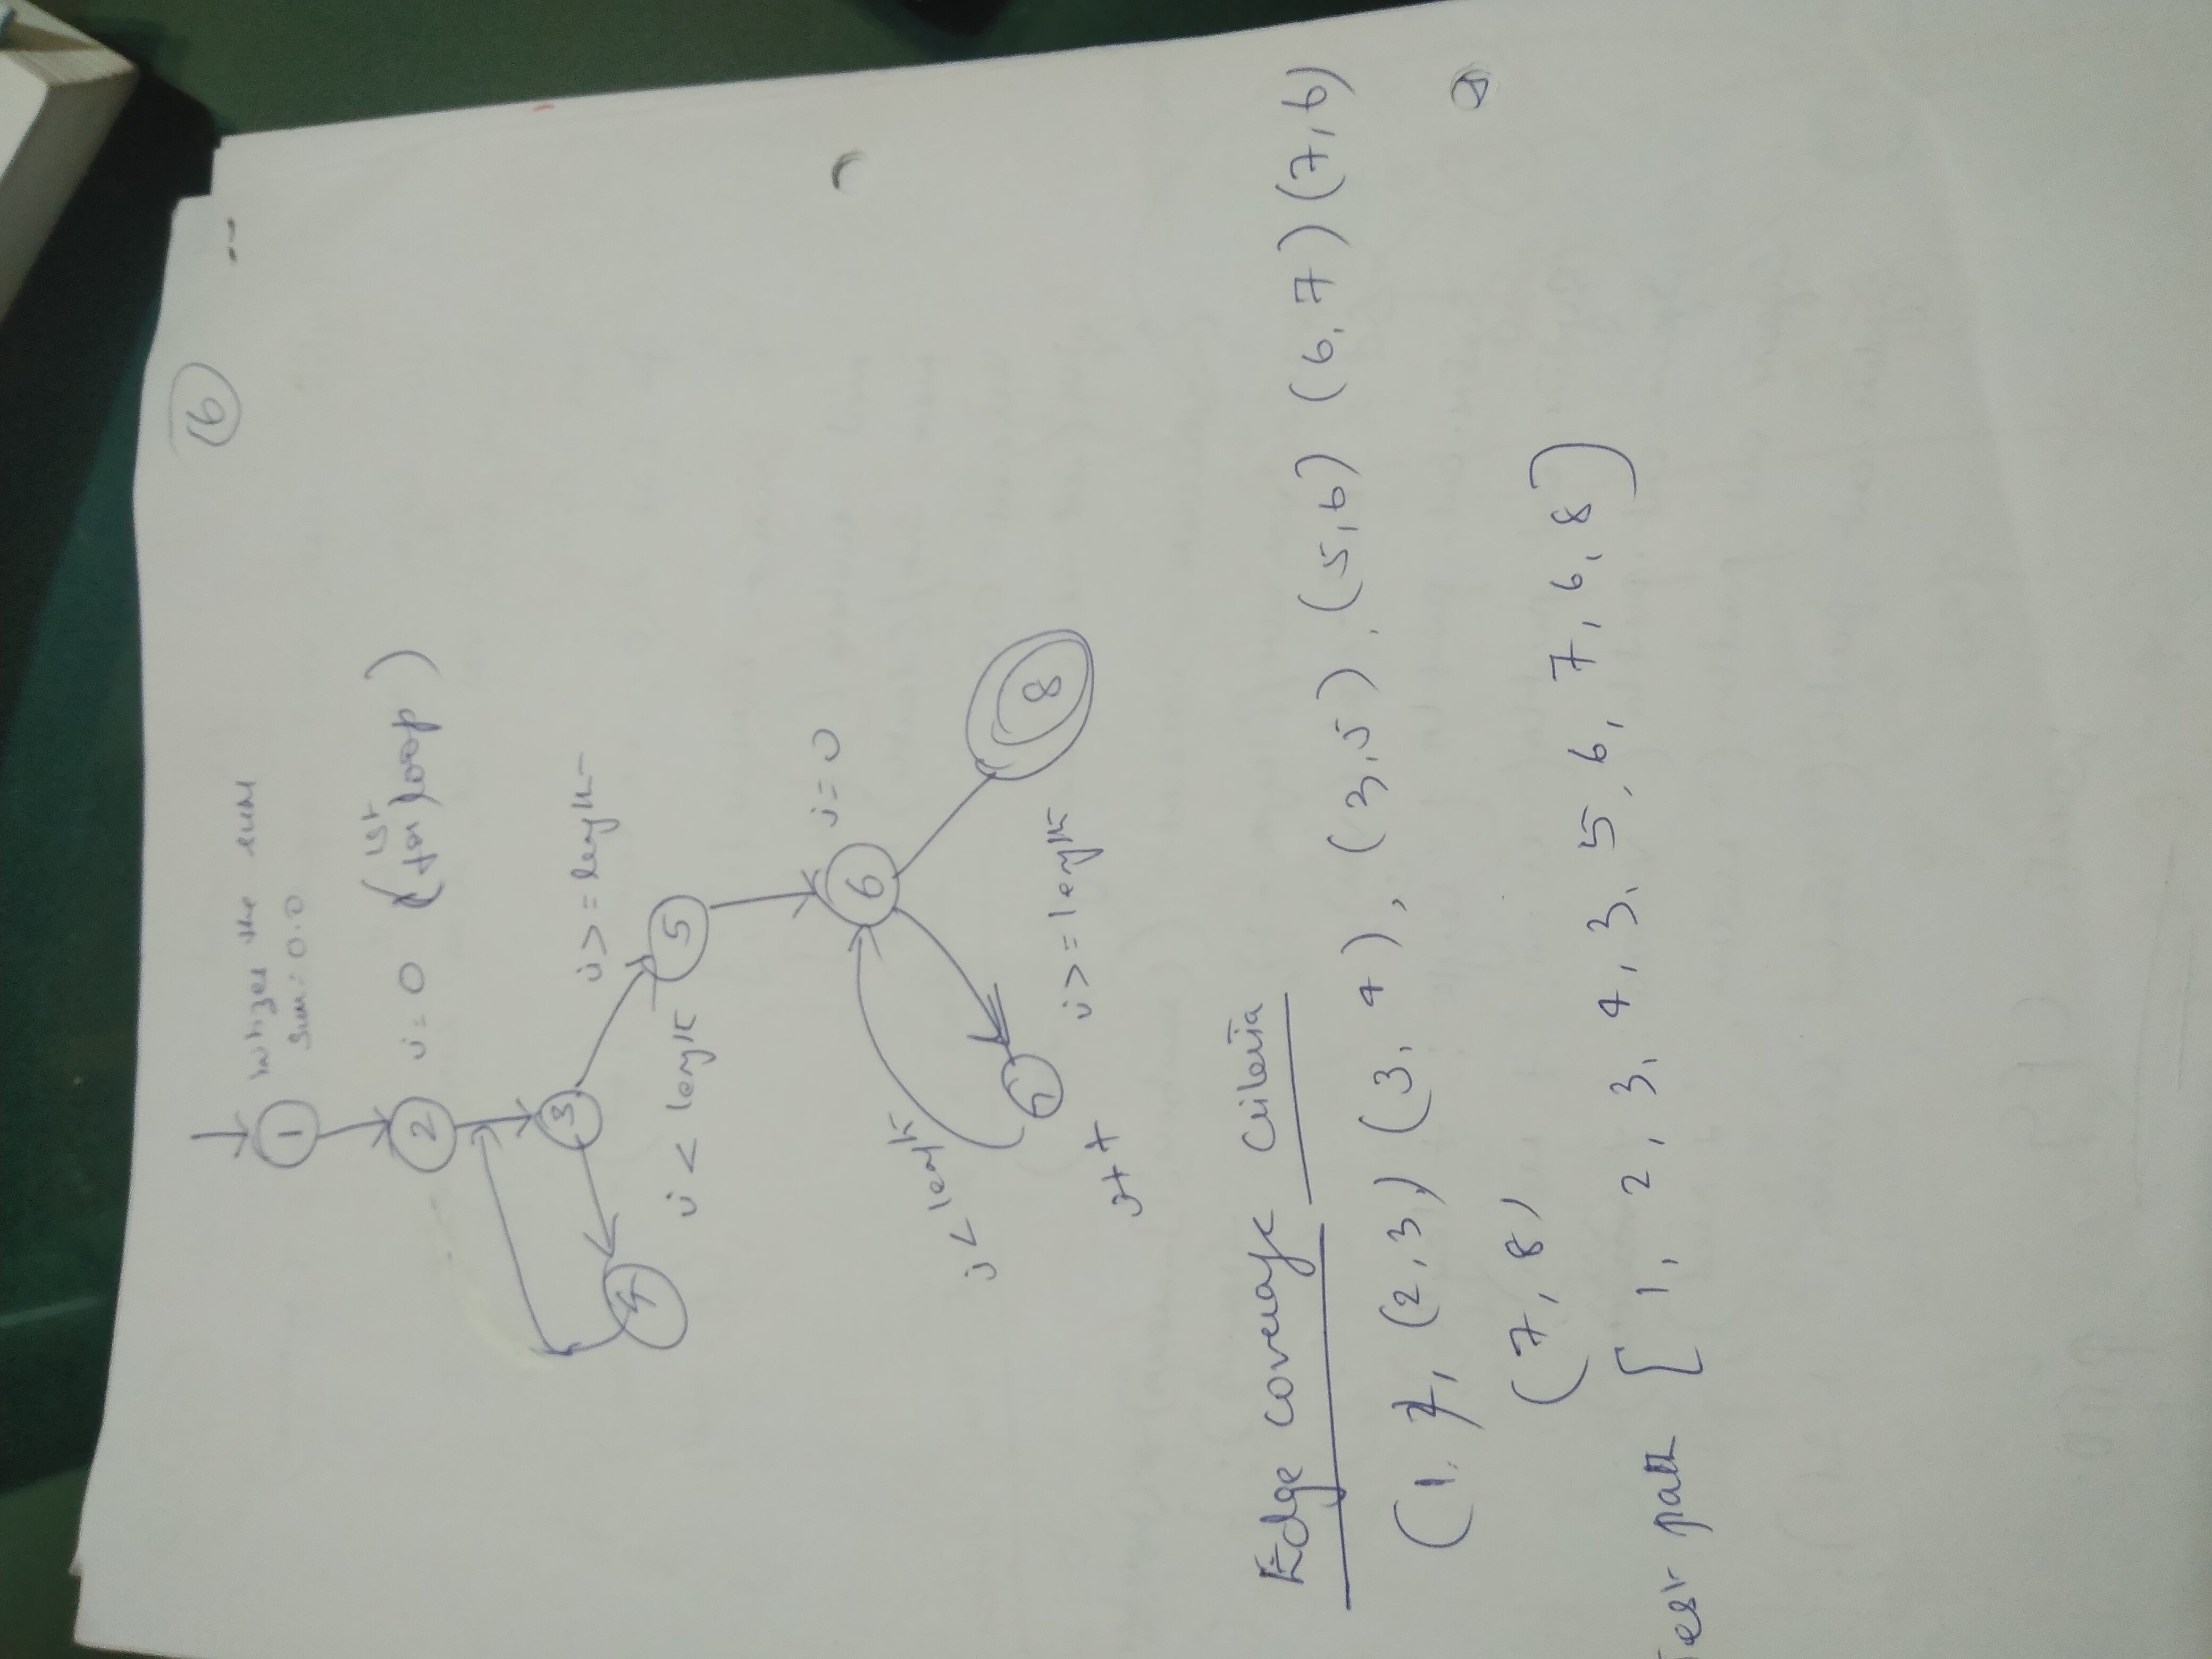 16
1
the sum
sum = 0.0
2 i = 0 ( 1st for loop )
3
i > = length
4
i < length
5
i = 0
6
j < length
7
8
i > = length
Edge coverage Criteria
(1, 2, (2, 3,) (3, 4), (3,5), (5,6) (6,7) (7,6)
(7, 8)
Test path [ 1, 2, 3, 4, 3, 5, 6, 7, 6, 8 ]